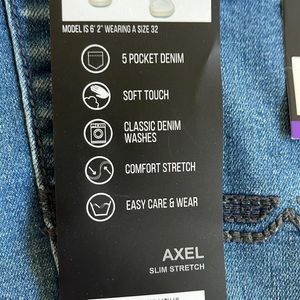 MODEL IS 6' 2" WEARING A SIZE 32
5 POCKET DENIM
SOFT TOUCH
CLASSIC DENIM
WASHES
COMFORT STRETCH
EASY CARE & WEAR
AXEL
SLIM STRETCH